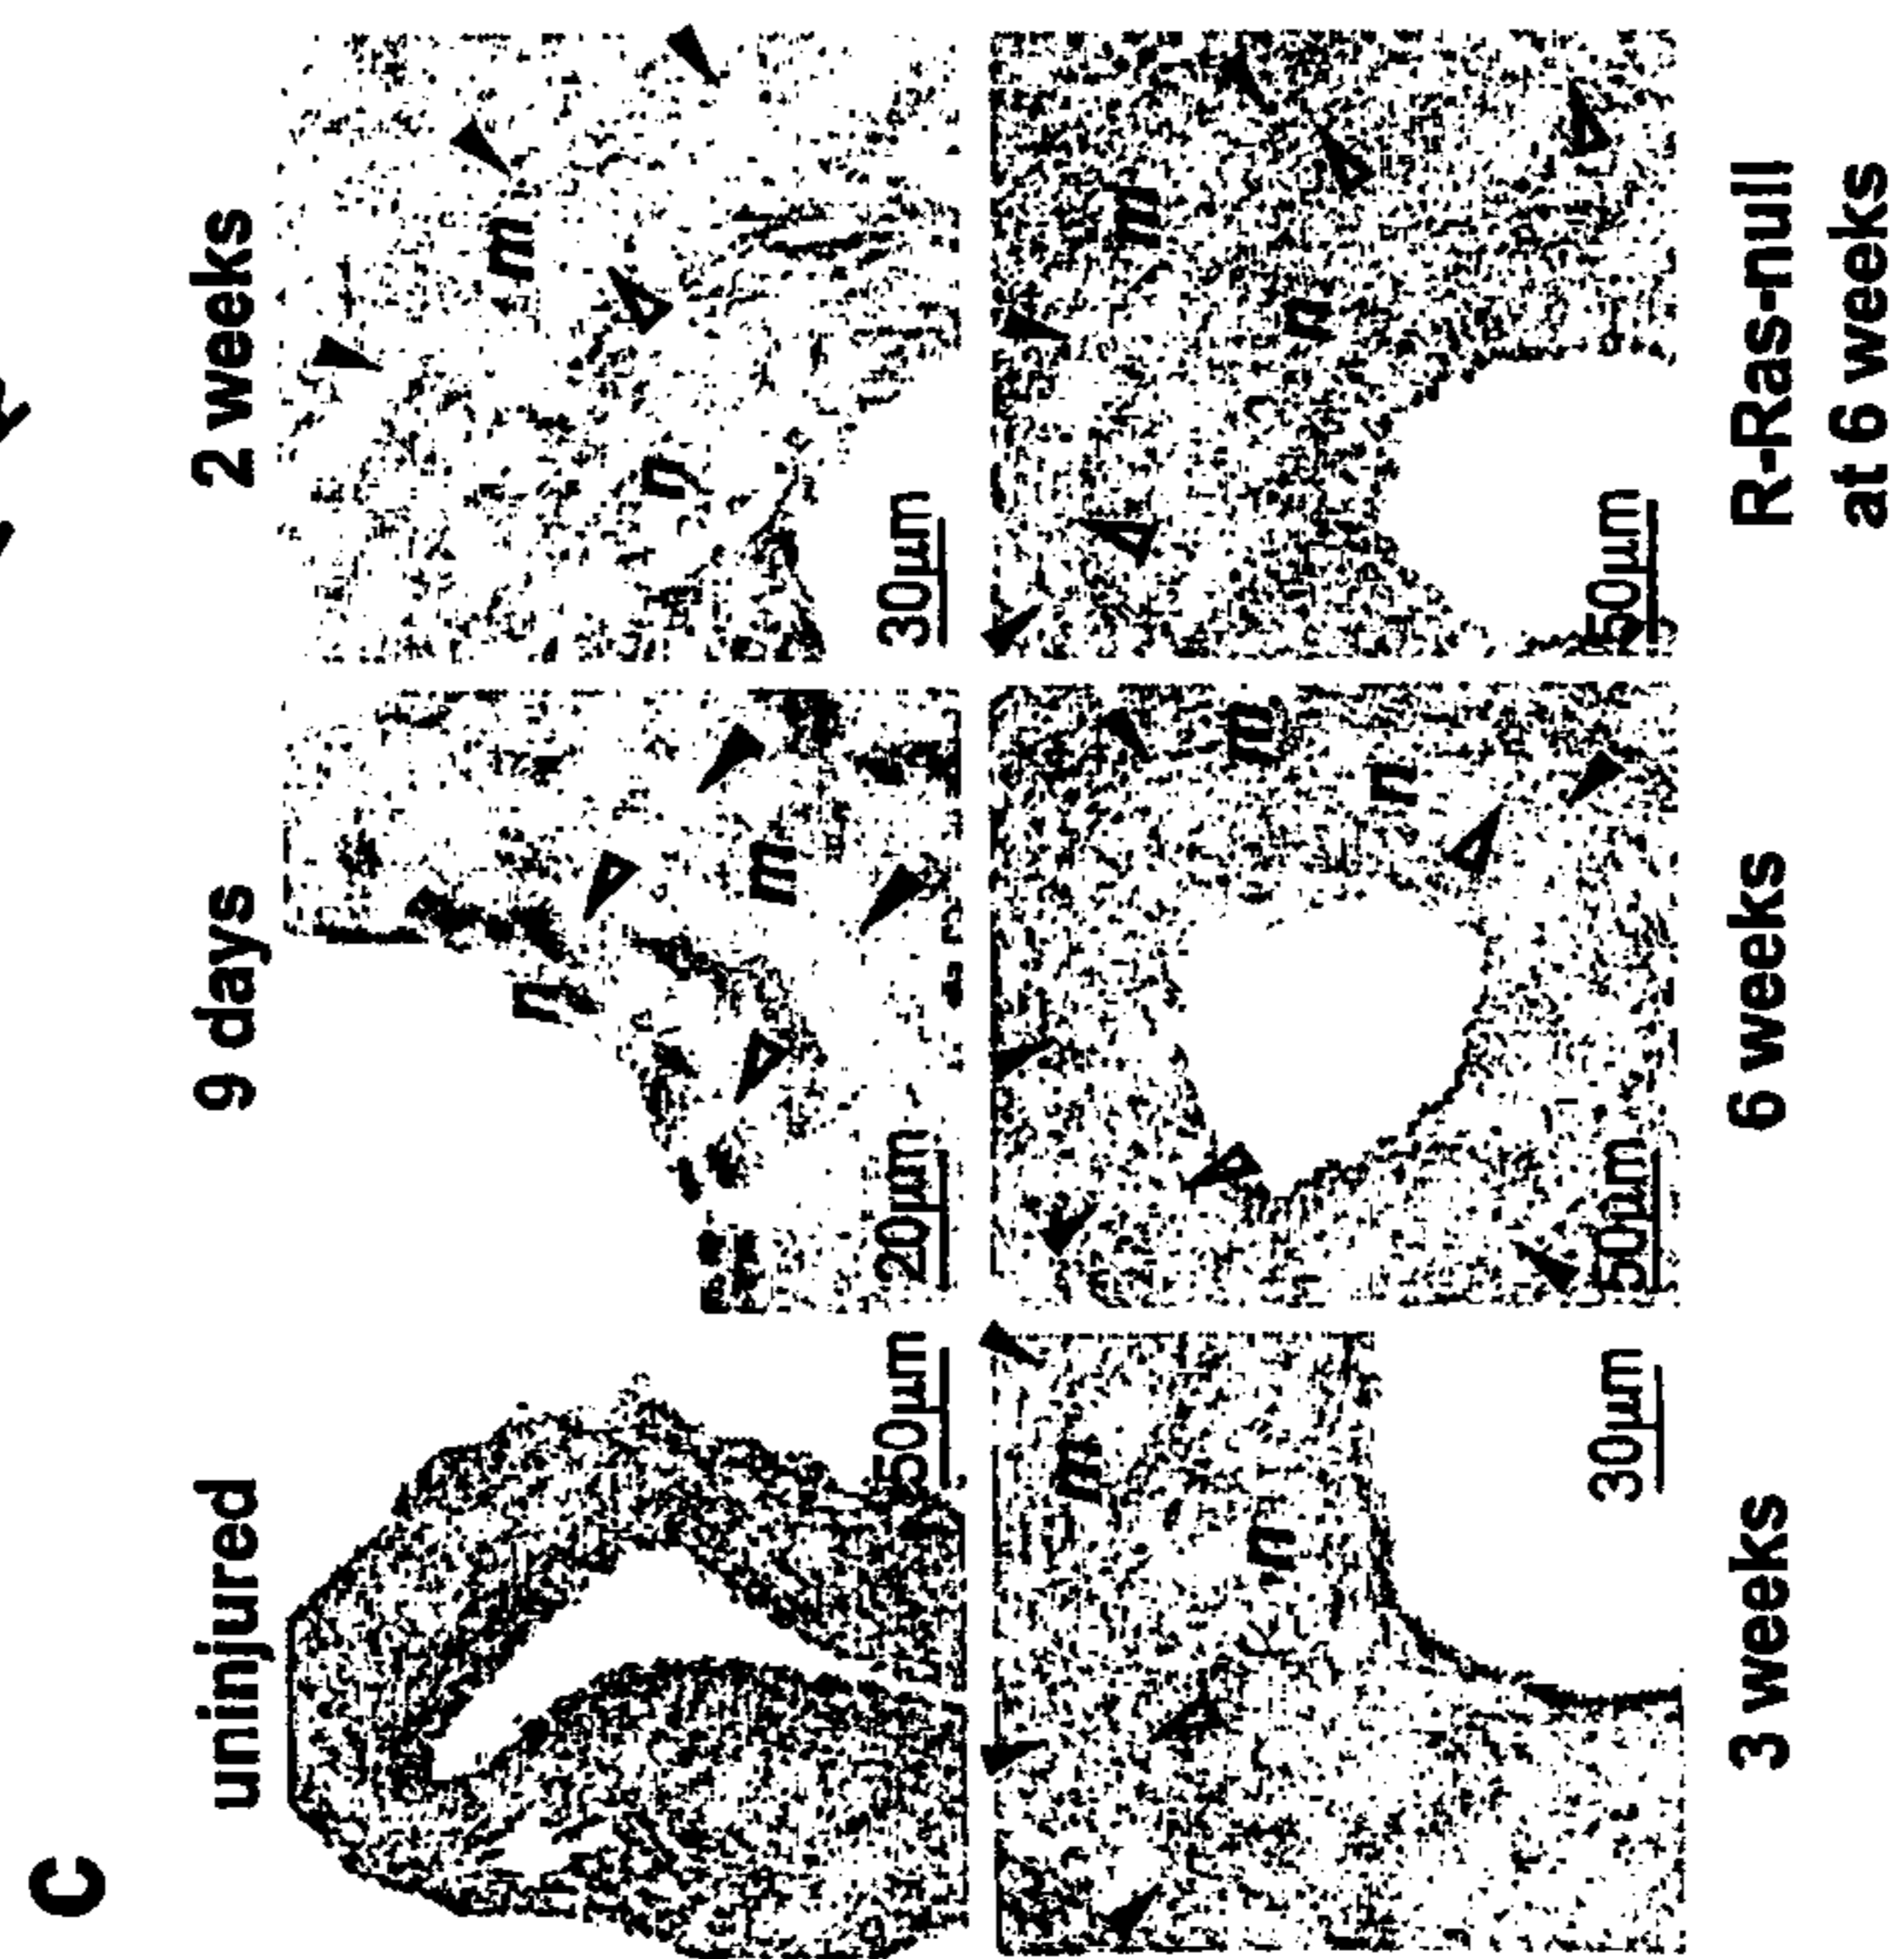 C
uninjured
9 days
2 weeks
50µm
n
m
20µm
n
m
30µm
m
n
30µm
m
n
50µm
m
n
50µm
3 weeks
6 weeks
R-Ras-null
at 6 weeks